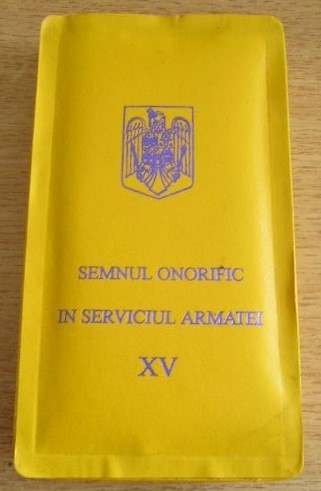 SEMNUL ONORIFIC
IN SERVICIUL ARMATEI
XV